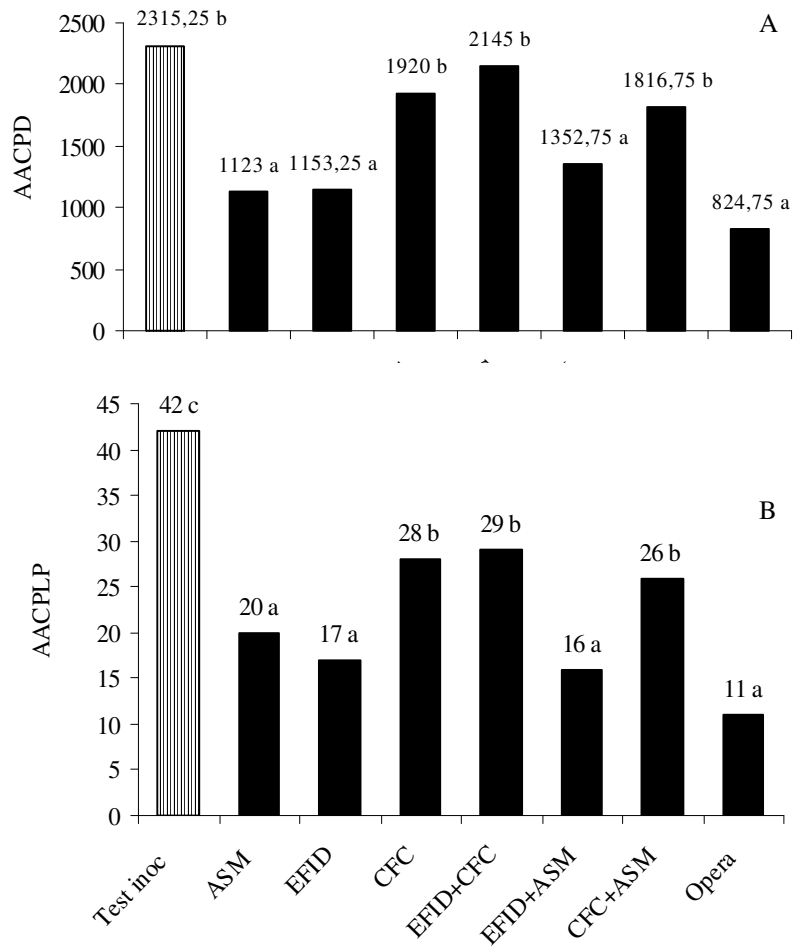 A
2315,25 b
1123 a
1153,25 a
1920 b
2145 b
1352,75 a
1816,75 b
824,75 a
2500
2000
1500
1000
500
0
AACPD
B
42 c
20 a
17 a
28 b
29 b
16 a
26 b
11 a
45
40
35
30
25
20
15
10
5
0
AACPLP
Test inoc
ASM
EFID
CFC
EFID+CFC
EFID+ASM
CFC+ASM
Opera